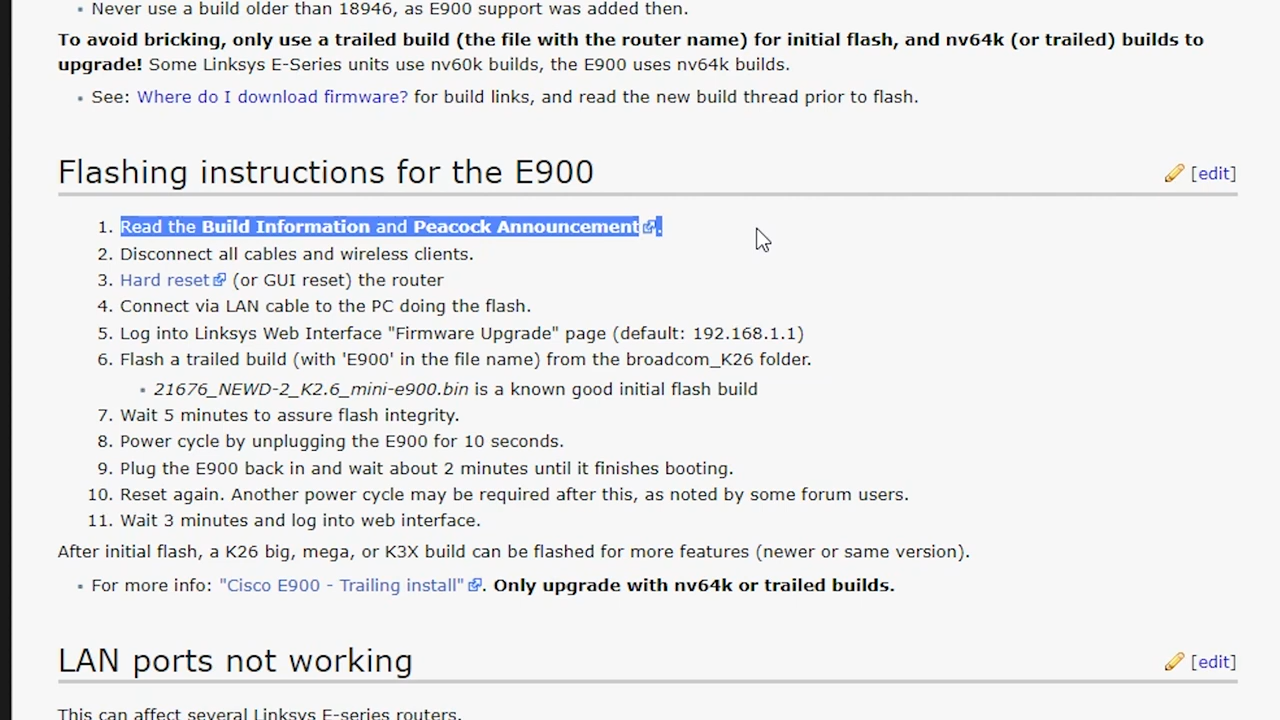 Never use a build older than 18946, as E900 support was added then.
To avoid bricking, only use a trailed build (the file with the router name) for initial flash, and nv64k (or trailed) builds to
upgrade! Some Linksys E-Series units use nv60k builds, the E900 uses nv64k builds.
See: Where do I download firmware? for build links, and read the new build thread prior to flash.
Flashing instructions for the E900 [edit]
1. Read the Build Information and Peacock Announcement.
2. Disconnect all cables and wireless clients.
3. Hard reset (or GUI reset) the router
4. Connect via LAN cable to the PC doing the flash.
5. Log into Linksys Web Interface "Firmware Upgrade" page (default: 192.168.1.1)
6. Flash a trailed build (with 'E900' in the file name) from the broadcom_K26 folder.
21676_NEWD-2_K2.6_mini-e900.bin is a known good initial flash build
7. Wait 5 minutes to assure flash integrity.
8. Power cycle by unplugging the E900 for 10 seconds.
9. Plug the E900 back in and wait about 2 minutes until it finishes booting.
10. Reset again. Another power cycle may be required after this, as noted by some forum users.
11. Wait 3 minutes and log into web interface.
After initial flash, a K26 big, mega, or K3X build can be flashed for more features (newer or same version).
For more info: "Cisco E900 - Trailing install". Only upgrade with nv64k or trailed builds.
LAN ports not working [edit]
This can affect several Linksys E-series routers.